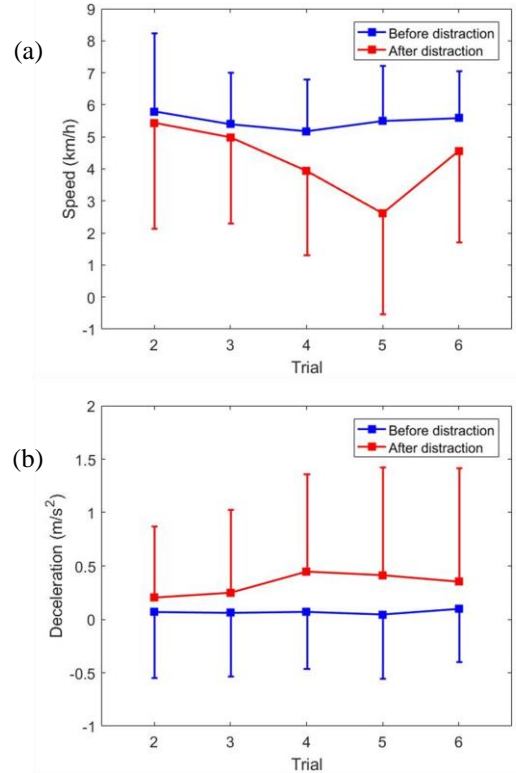 (a)
9
8
7
6
5
4
3
2
1
0
-1
Speed (km/h)
Before distraction
After distraction
2 3 4 5 6
Trial
(b)
2
1.5
1
0.5
0
-0.5
-1
Deceleration (m/s²)
Before distraction
After distraction
2 3 4 5 6
Trial